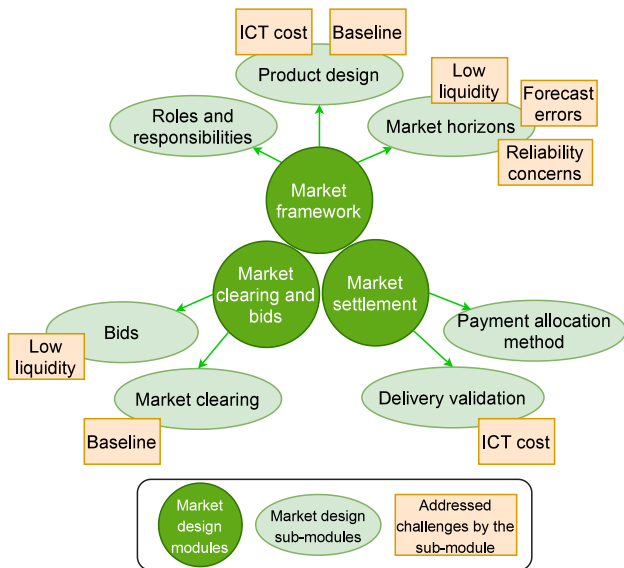 ICT cost
Baseline
Product design
Low
liquidity
Forecast
errors
Roles and
responsibilities
Market horizons
Reliability
concerns
Market
framework
Market
clearing and
bids
Market
settlement
Bids
Low
liquidity
Payment allocation
method
Market clearing
Baseline
Delivery validation
ICT cost
Market
design
modules
Market design
sub-modules
Addressed
challenges by the
sub-module